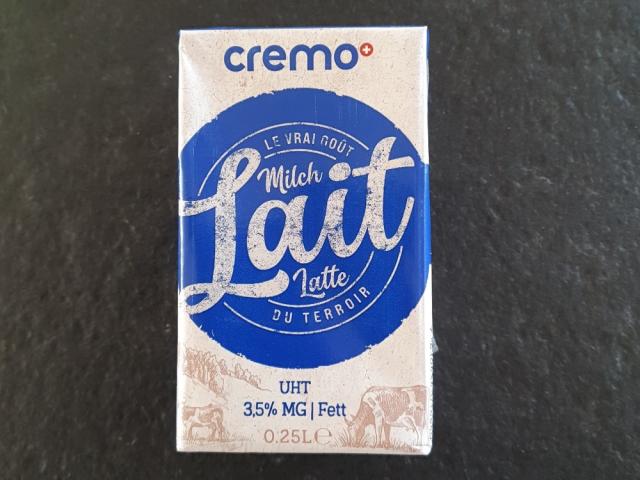 cremo
LE VRAI GOÛT
Milch
Lait
Latte
DU TERROIR
UHT
3,5% MG | Fett
0.25L ℮